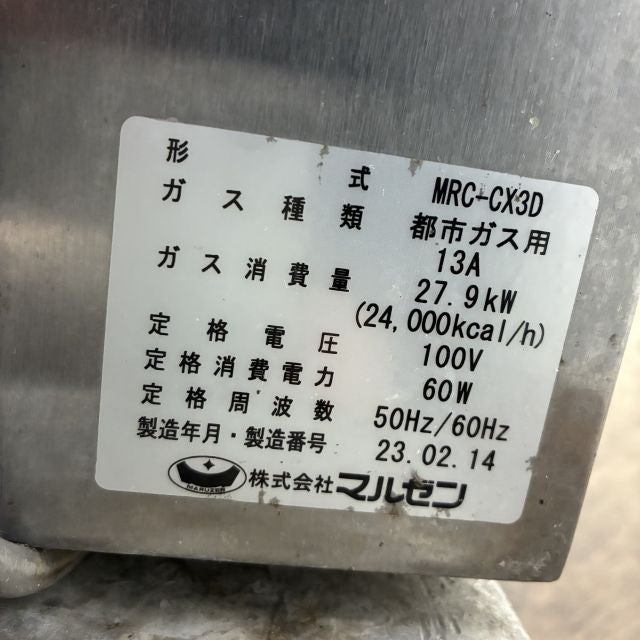 形式 MRC-CX3D
ガス種類 都市ガス用
13A
ガス消費量 27.9kW
(24,000kcal/h)
定格電圧 100V
定格消費電力 60W
定格周波数 50Hz/60Hz
製造年月・製造番号 23.02.14
MARUZEN 株式会社マルゼン